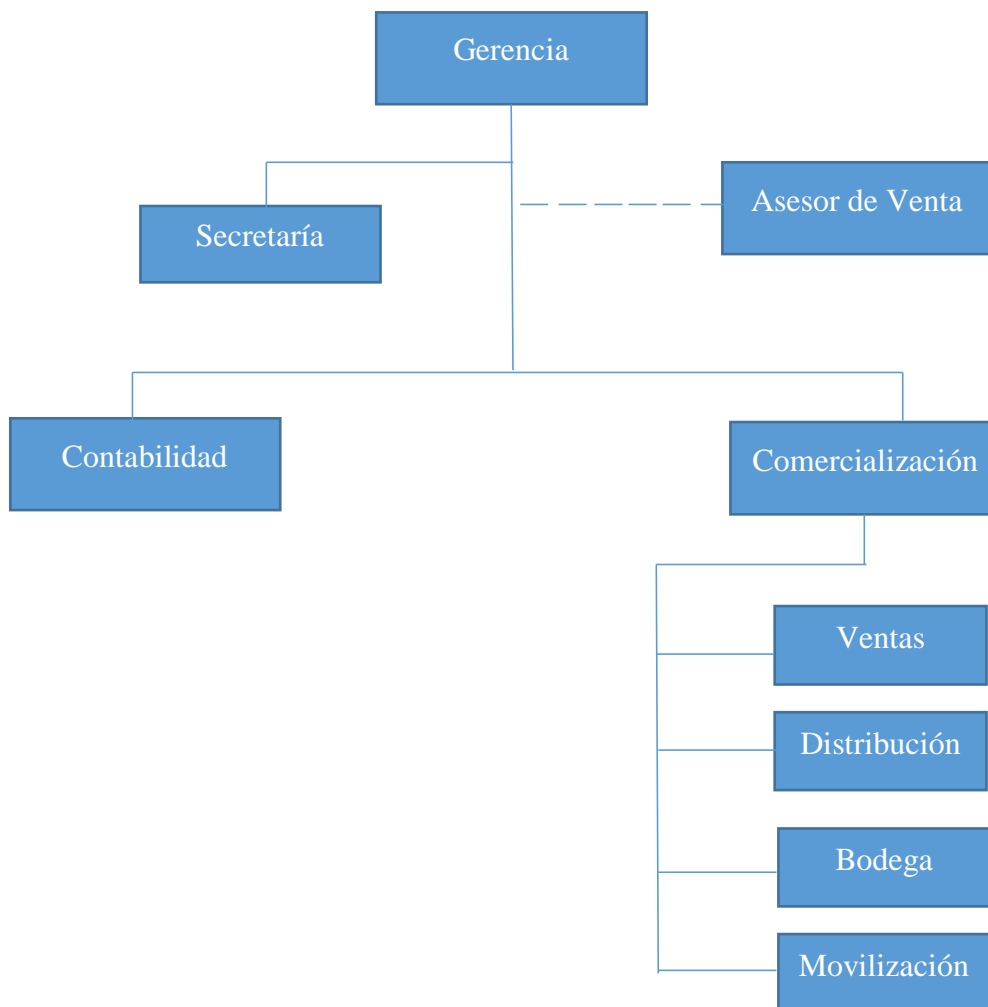 Gerencia
Asesor de Venta
Secretaría
Contabilidad
Comercialización
Ventas
Distribución
Bodega
Movilización